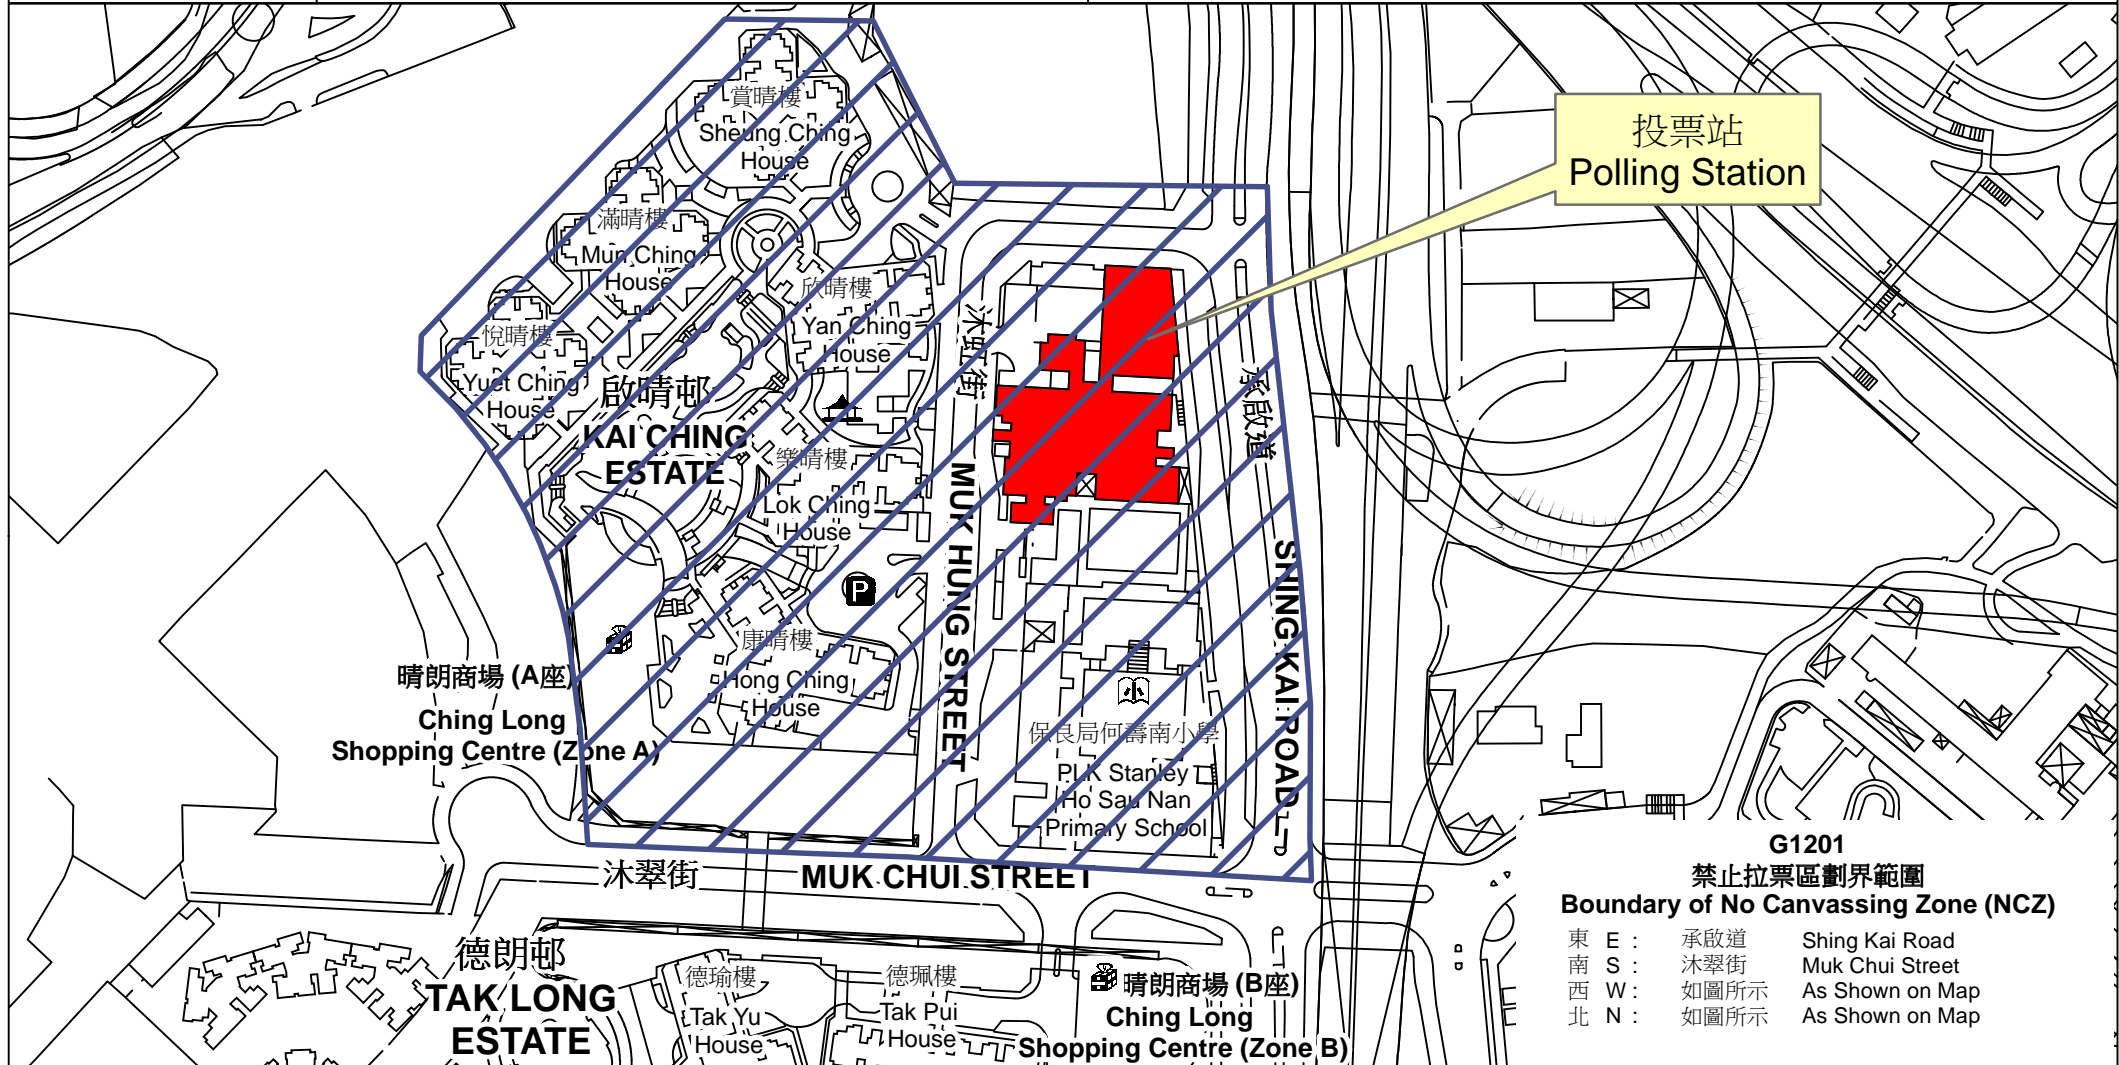 投票站
Polling Station
賞晴樓
Sheung Ching
House
滿晴樓
Mun Ching
House
悅晴樓
Yuet Ching
House
欣晴樓
Yan Ching
House
啟晴邨
KAI CHING
ESTATE
樂晴樓
Lok Ching
House
沐虹街
MUK HUNG STREET
承啟道
SHING KAI ROAD
P
康晴樓
Hong Ching
House
晴朗商場 (A座)
Ching Long
Shopping Centre (Zone A)
小
保良局何壽南小學
PLK Stanley
Ho Sau Nan
Primary School
沐翠街
MUK CHUI STREET
德朗邨
TAK LONG
ESTATE
德瑜樓
Tak Yu
House
德珮樓
Tak Pui
House
晴朗商場 (B座)
Ching Long
Shopping Centre (Zone B)
G1201
禁止拉票區劃界範圍
Boundary of No Canvassing Zone (NCZ)
東 E : 承啟道 Shing Kai Road
南 S : 沐翠街 Muk Chui Street
西 W : 如圖所示 As Shown on Map
北 N : 如圖所示 As Shown on Map